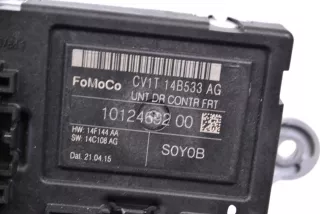 FoMoCo CV1T 14B533 AG
UNT DR CONTR FRT
10124692 00
HW: 14F144 AA
SW: 14C108 AG
S0Y0B
Dat. 21.04.15